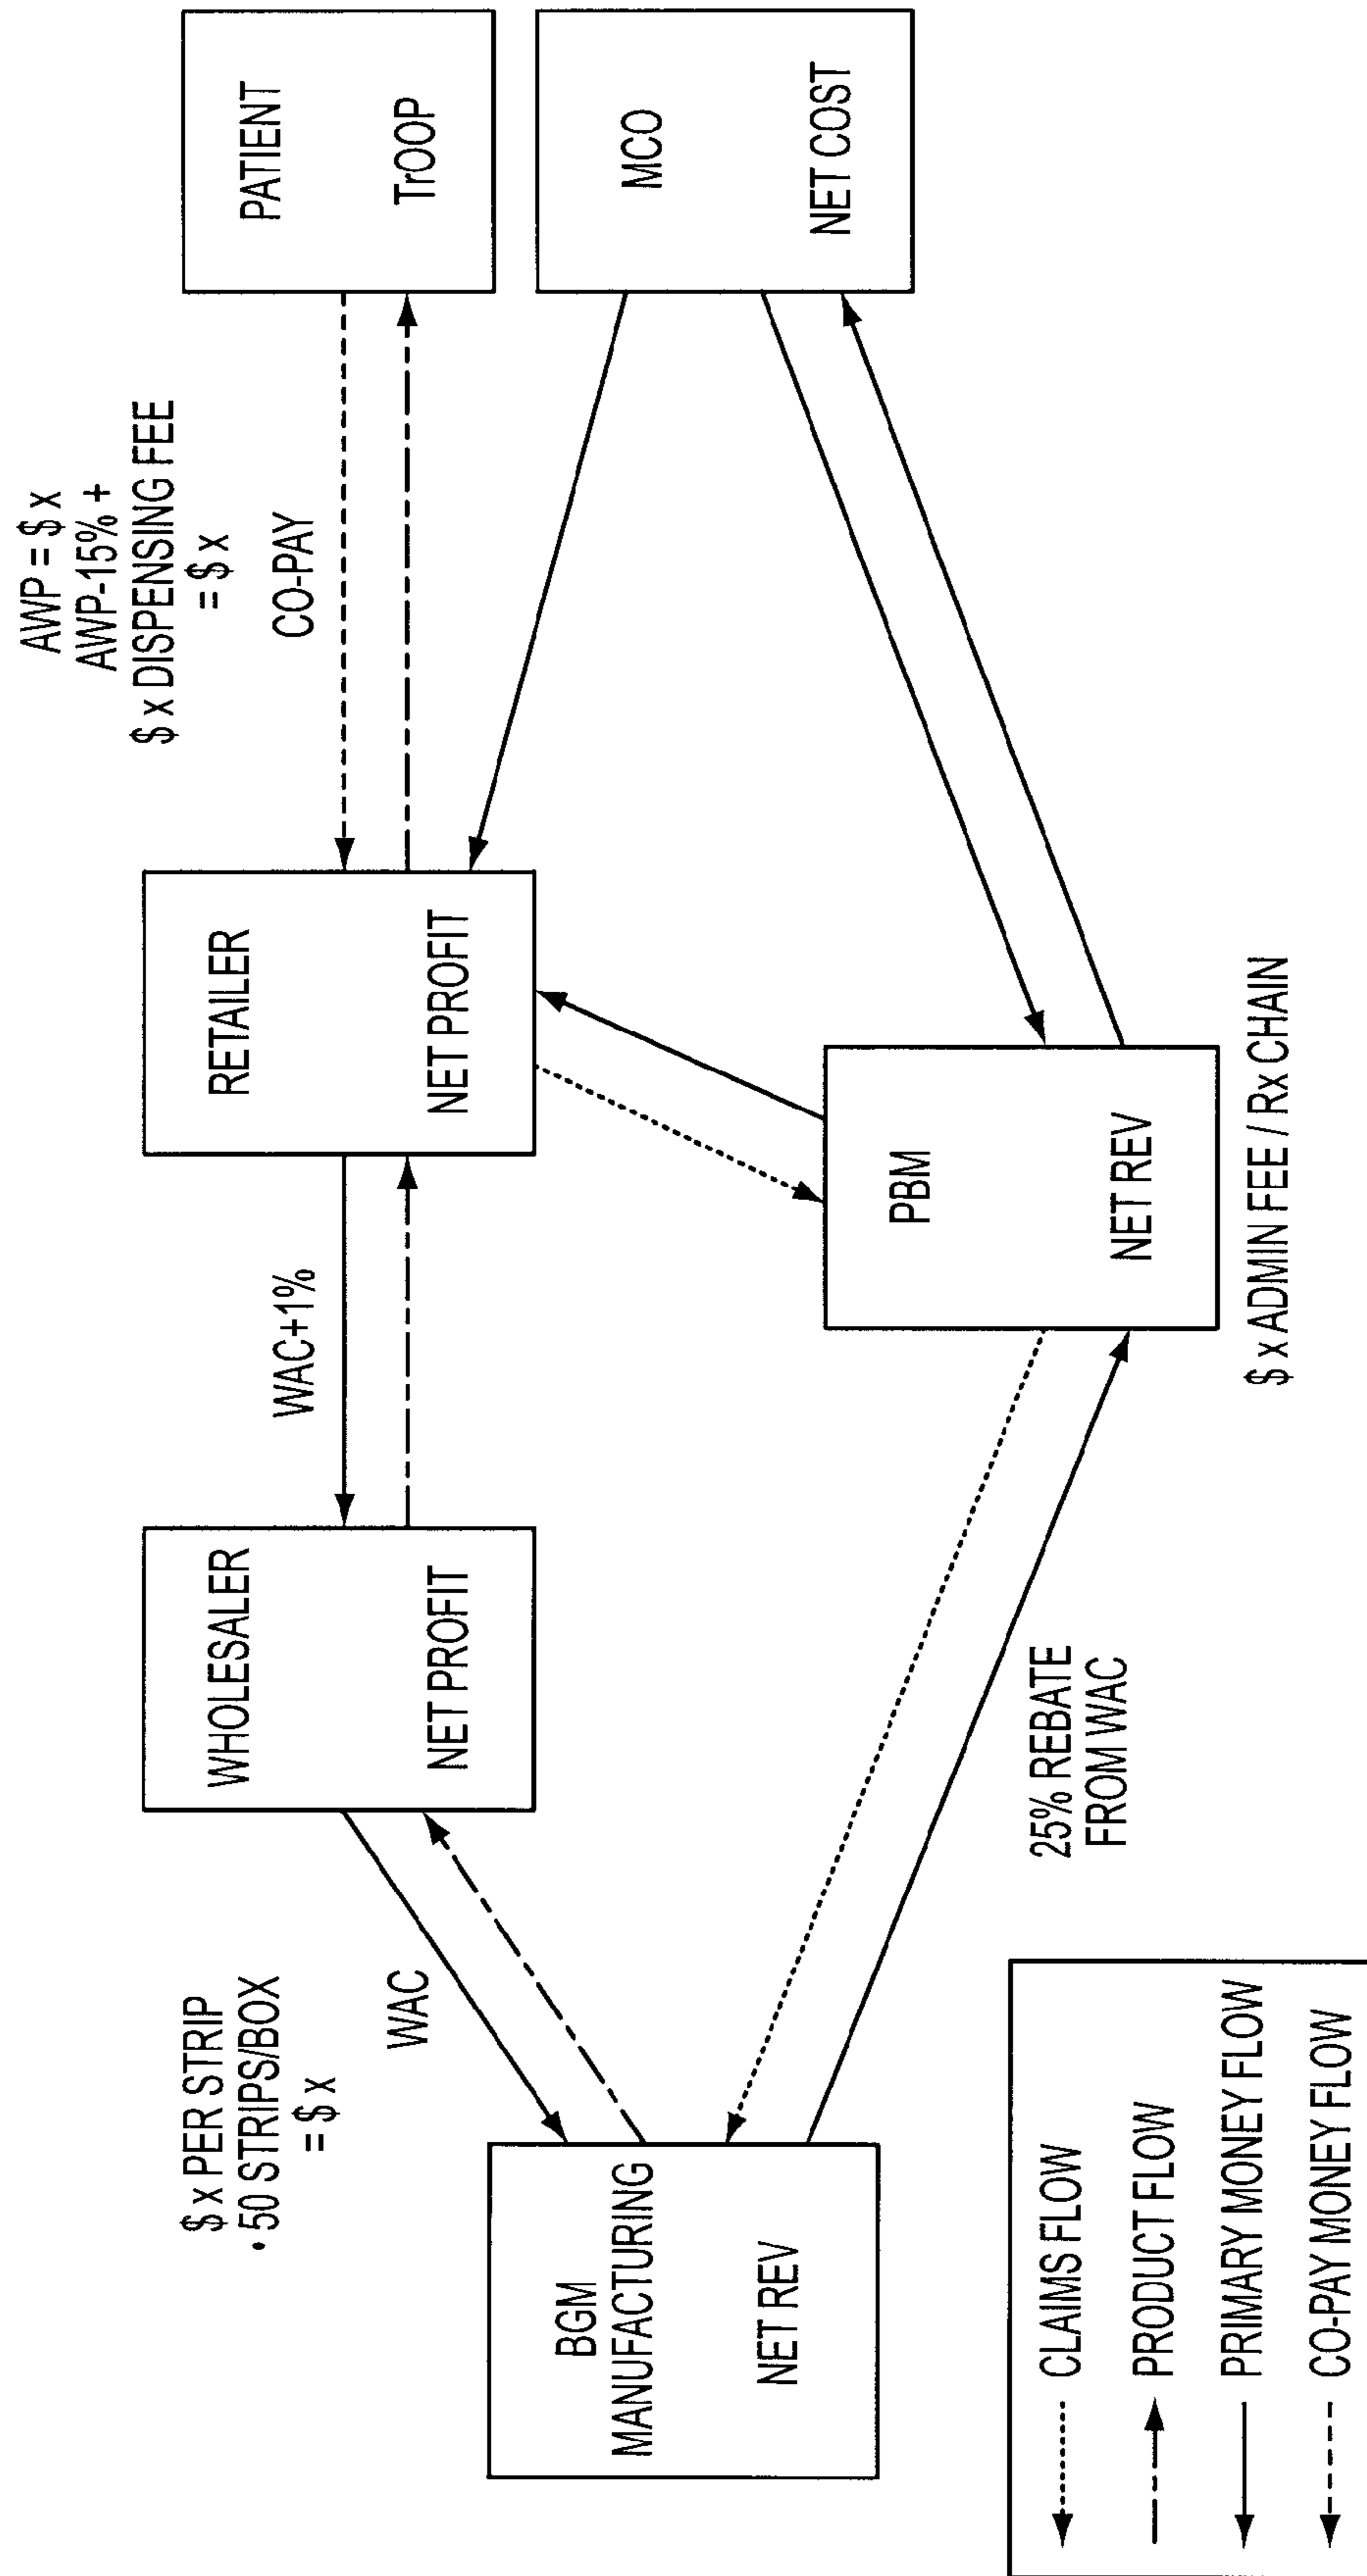 $ x PER STRIP
• 50 STRIPS/BOX
= $ x
WAC
BGM
MANUFACTURING
NET REV
WHOLESALER
NET PROFIT
WAC+1%
RETAILER
NET PROFIT
AWP = $ x
AWP-15% +
$ x DISPENSING FEE
= $ x
CO-PAY
PATIENT
TrOOP
MCO
NET COST
PBM
NET REV
$ x ADMIN FEE / Rx CHAIN
25% REBATE
FROM WAC
CLAIMS FLOW
PRODUCT FLOW
PRIMARY MONEY FLOW
CO-PAY MONEY FLOW